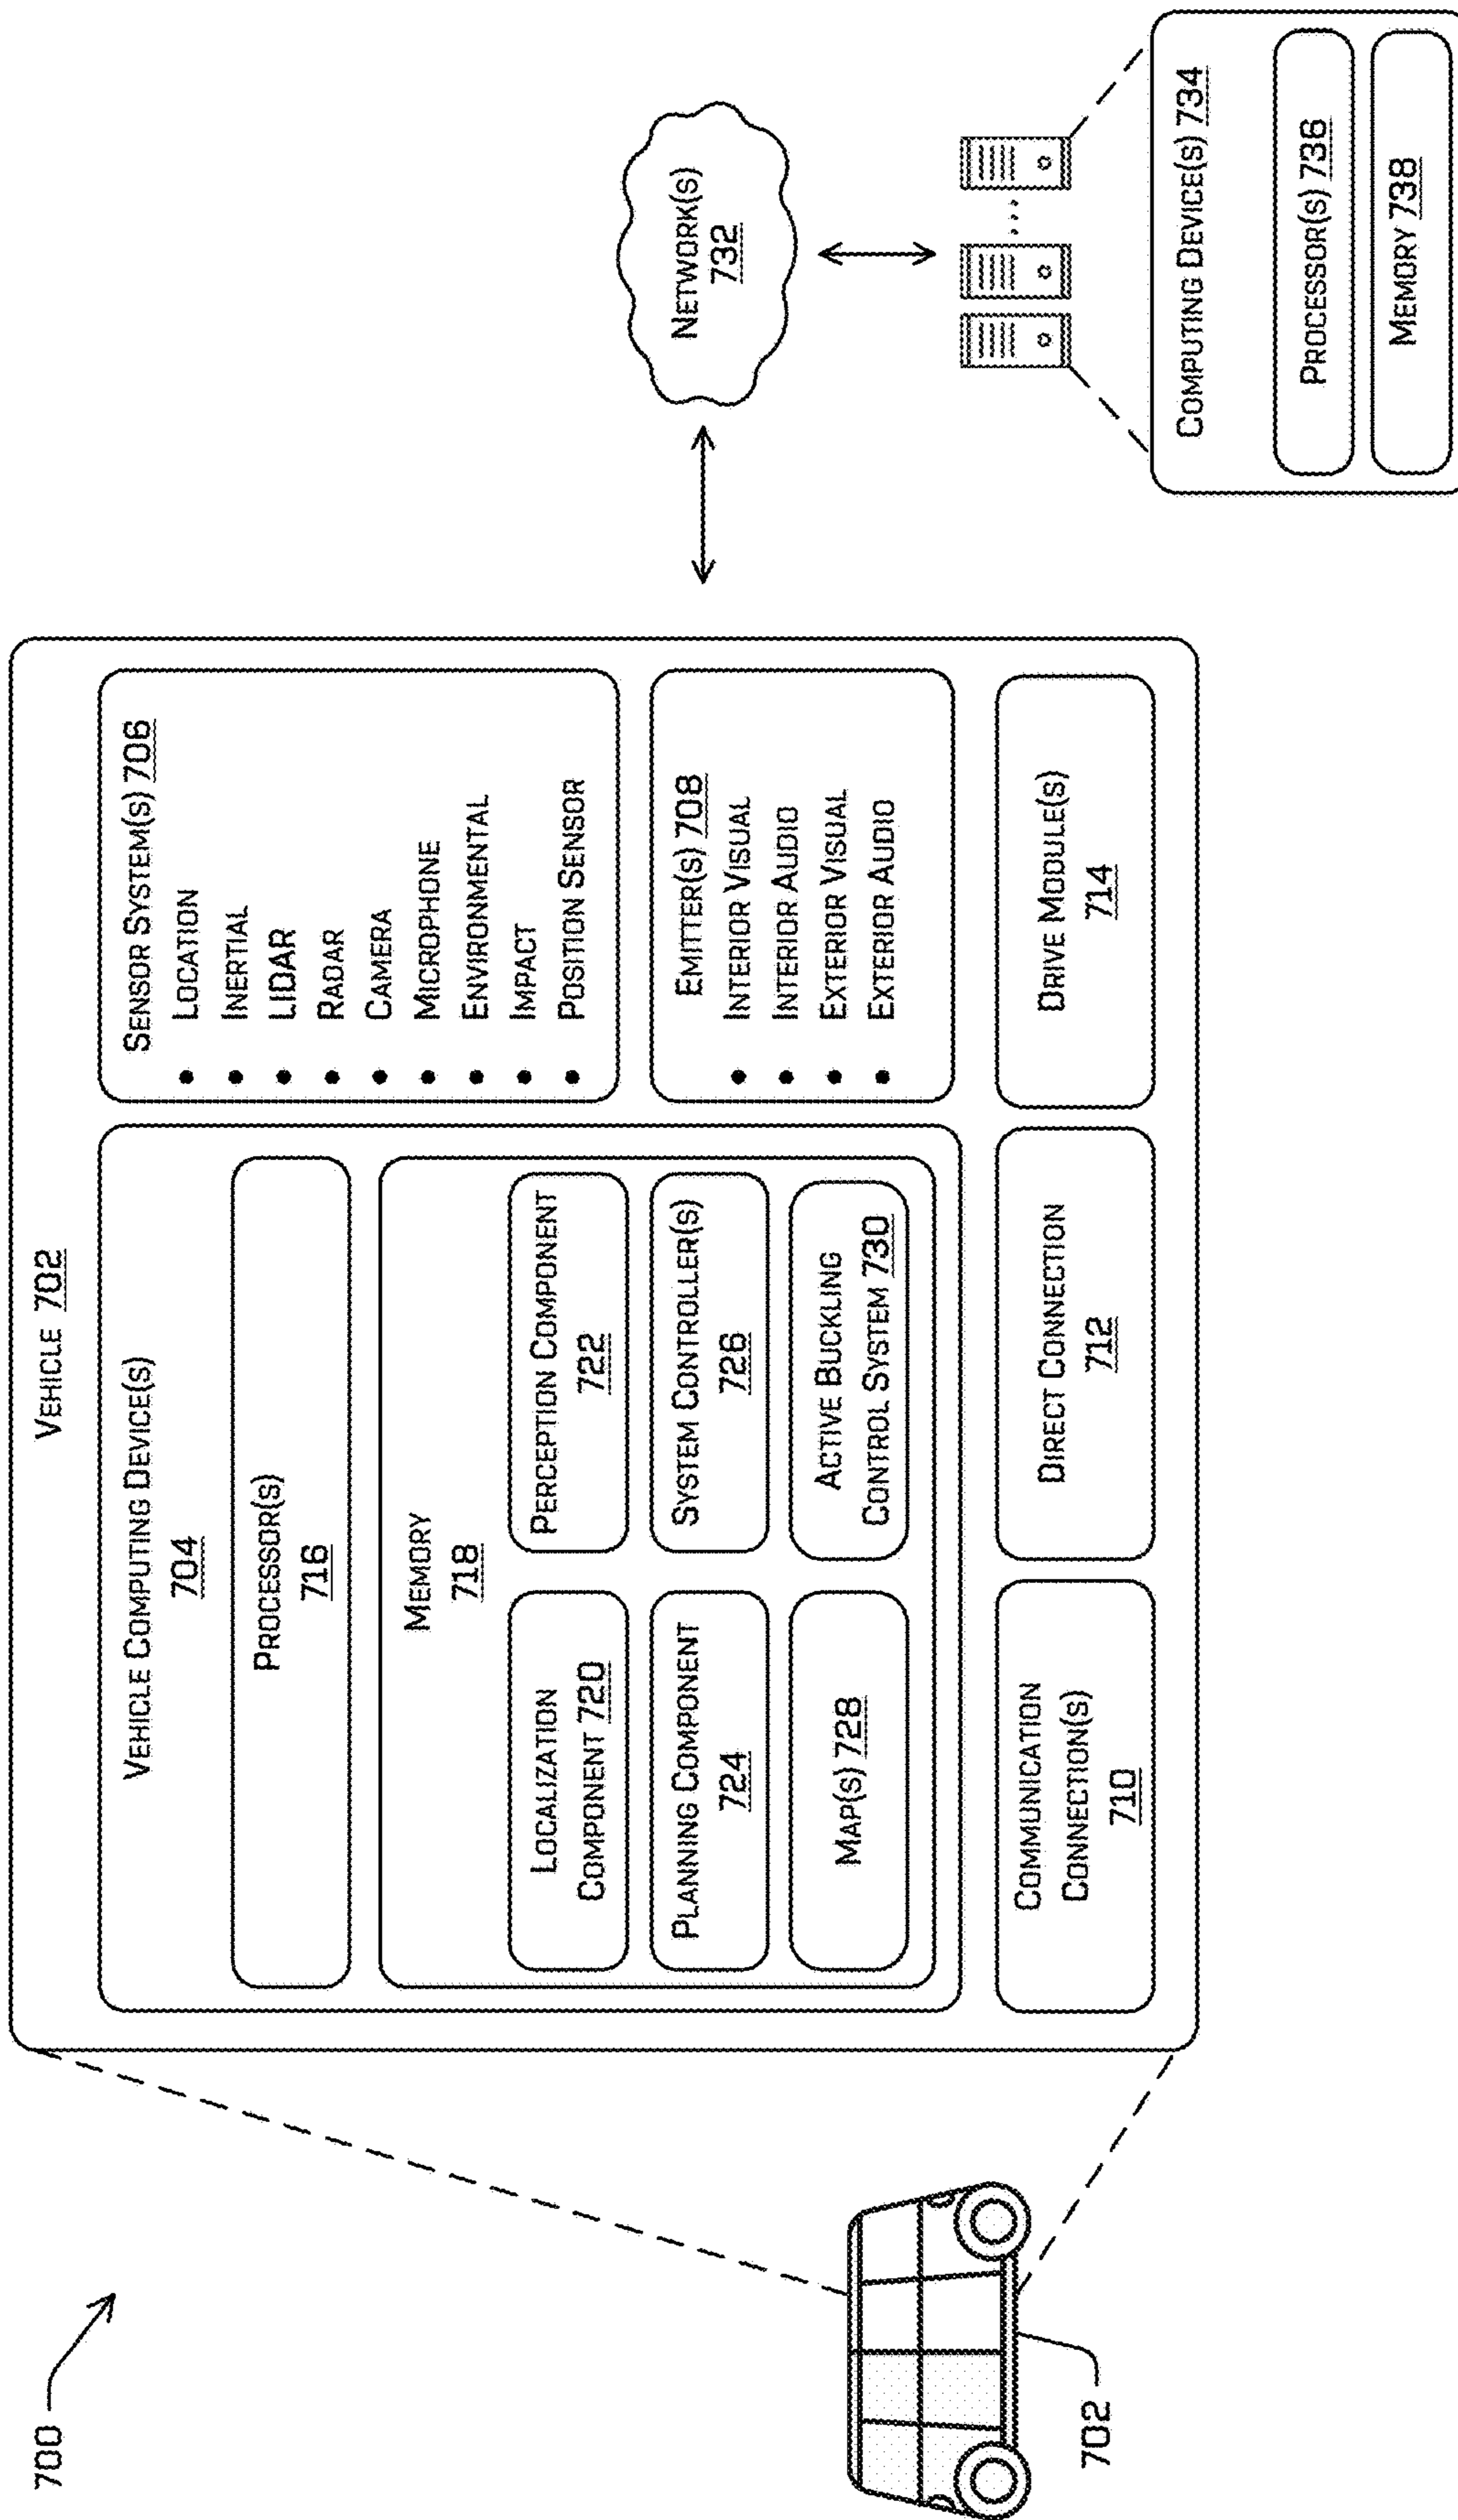 700
702
VEHICLE 702
VEHICLE COMPUTING DEVICE(S)
704
PROCESSOR(S)
716
MEMORY
718
LOCALIZATION
COMPONENT 720
PERCEPTION COMPONENT
722
PLANNING COMPONENT
724
SYSTEM CONTROLLER(S)
726
MAP(S) 728
ACTIVE BUCKLING
CONTROL SYSTEM 730
SENSOR SYSTEM(S) 706
• LOCATION
• INERTIAL
• LIDAR
• RADAR
• CAMERA
• MICROPHONE
• ENVIRONMENTAL
• IMPACT
• POSITION SENSOR
EMITTER(S) 708
• INTERIOR VISUAL
• INTERIOR AUDIO
• EXTERIOR VISUAL
• EXTERIOR AUDIO
COMMUNICATION
CONNECTION(S)
710
DIRECT CONNECTION
712
DRIVE MODULE(S)
714
NETWORK(S)
732
...
COMPUTING DEVICE(S) 734
PROCESSOR(S) 736
MEMORY 738